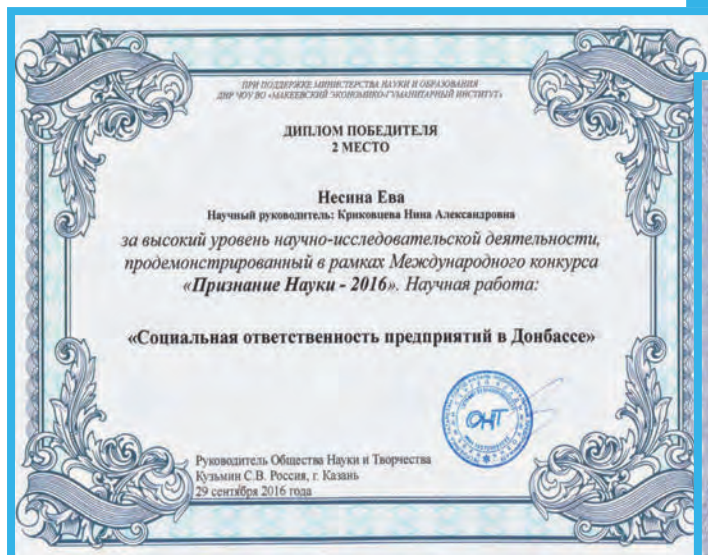 ПРИ ПОДДЕРЖКЕ МИНИСТЕРСТВА НАУКИ И ОБРАЗОВАНИЯ
ДНР ЧОУ ВО «МАКЕЕВСКИЙ ЭКОНОМИКО-ГУМАНИТАРНЫЙ ИНСТИТУТ»
ДИПЛОМ ПОБЕДИТЕЛЯ
2 МЕСТО
Несина Ева
Научный руководитель: Криковцева Нина Александровна
за высокий уровень научно-исследовательской деятельности,
продемонстрированный в рамках Международного конкурса
«Признание Науки - 2016». Научная работа:
«Социальная ответственность предприятий в Донбассе»
ОНТ
Руководитель Общества Науки и Творчества
Кузьмин С.В. Россия, г. Казань
29 сентября 2016 года